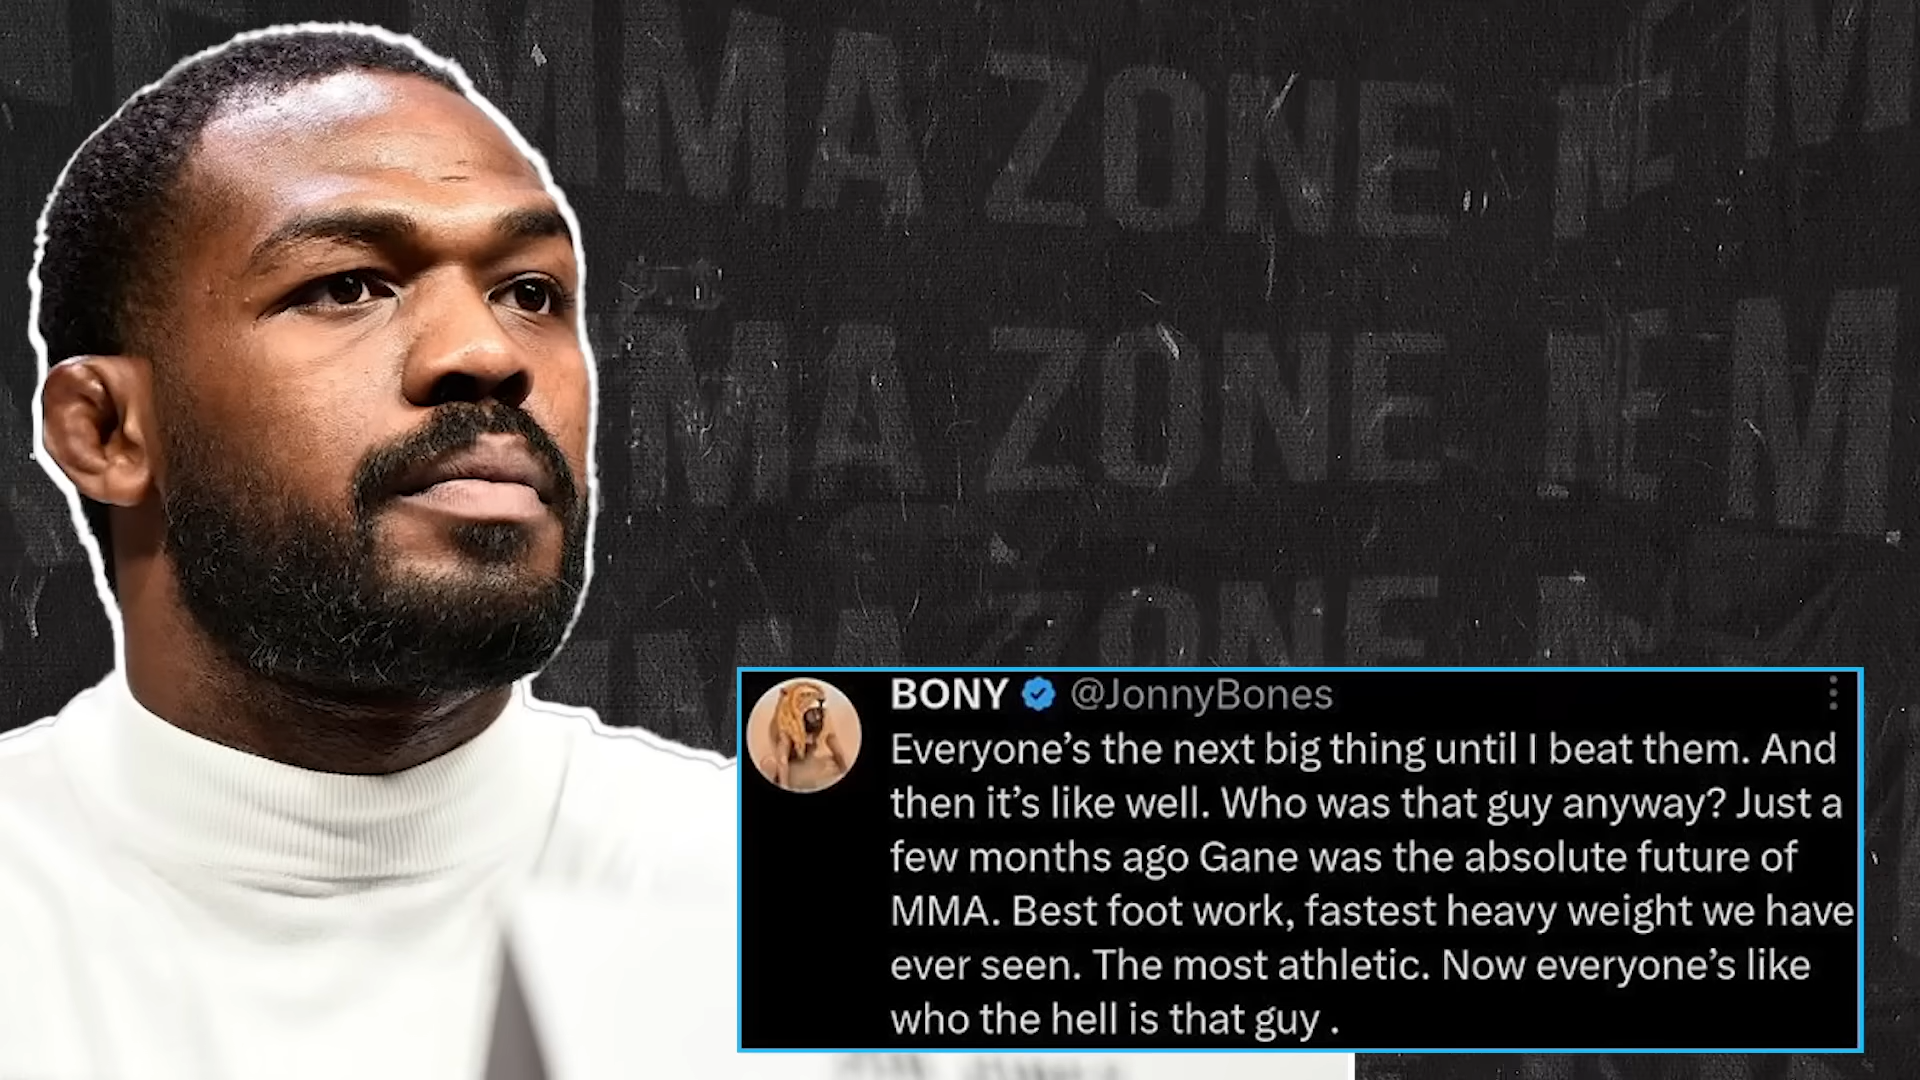 MMA ZONE
MA ZONE
ZONE
BONY @JonnyBones
Everyone’s the next big thing until I beat them. And
then it’s like well. Who was that guy anyway? Just a
few months ago Gane was the absolute future of
MMA. Best foot work, fastest heavy weight we have
ever seen. The most athletic. Now everyone’s like
who the hell is that guy .